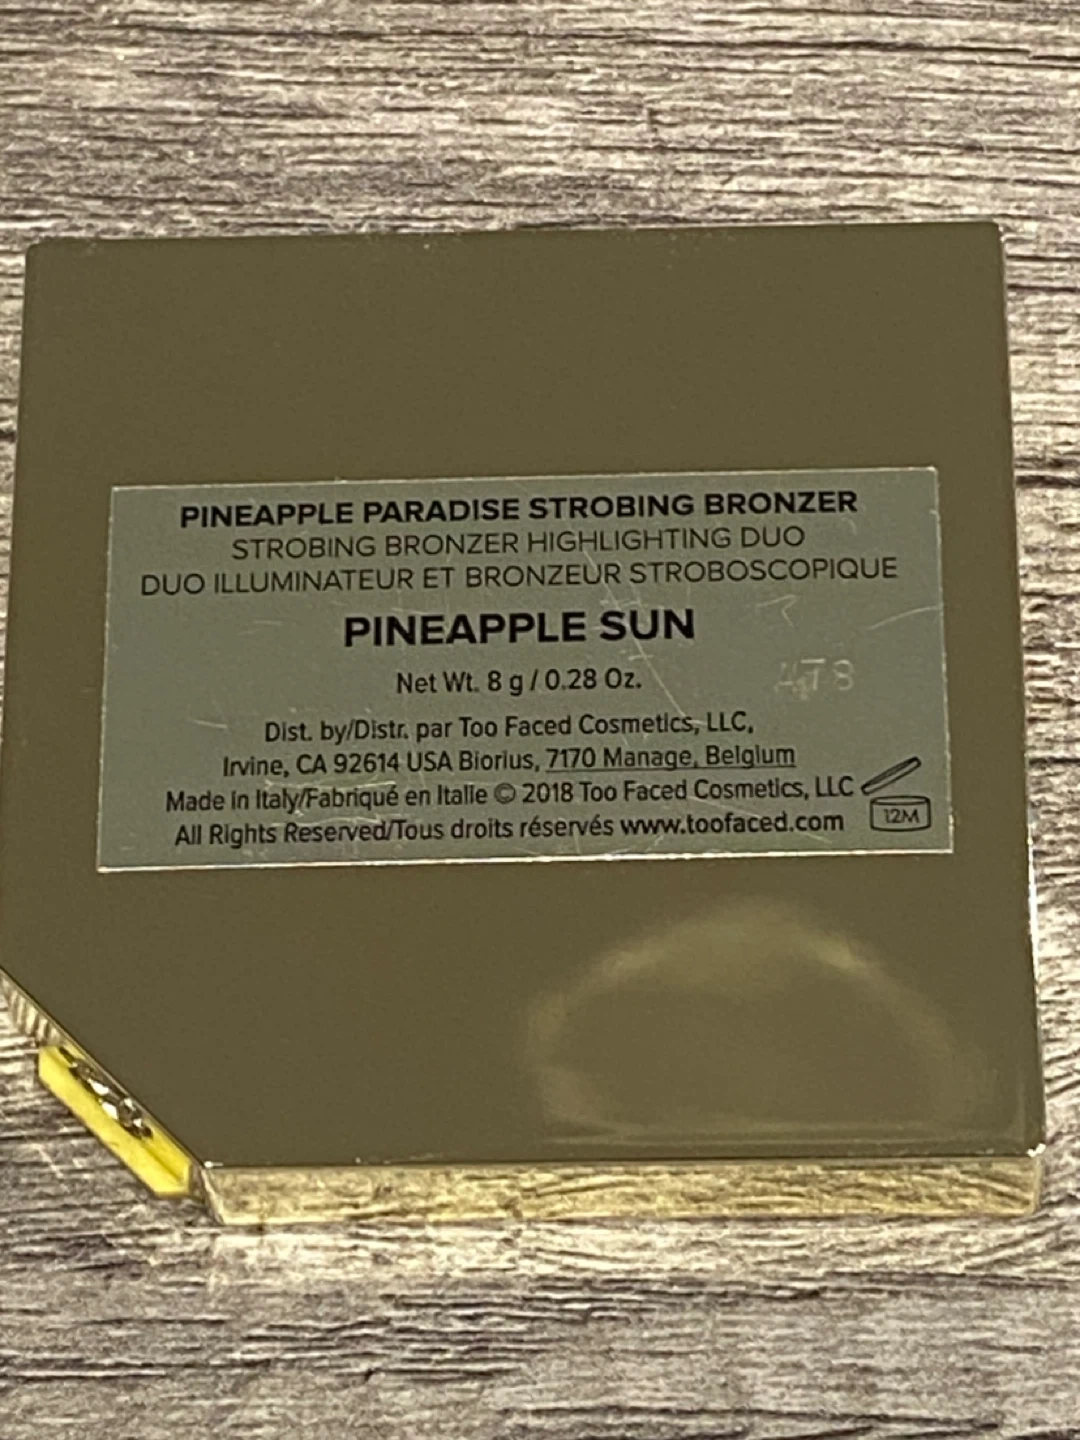 PINEAPPLE PARADISE STROBING BRONZER
STROBING BRONZER HIGHLIGHTING DUO
DUO ILLUMINATEUR ET BRONZEUR STROBOSCOPIQUE
PINEAPPLE SUN
Net Wt. 8 g / 0.28 Oz.
Dist. by/Distr. par Too Faced Cosmetics, LLC,
Irvine, CA 92614 USA Biorius, 7170 Manage, Belgium
Made in Italy/Fabriqué en Italie © 2018 Too Faced Cosmetics, LLC
All Rights Reserved/Tous droits réservés www.toofaced.com
12M